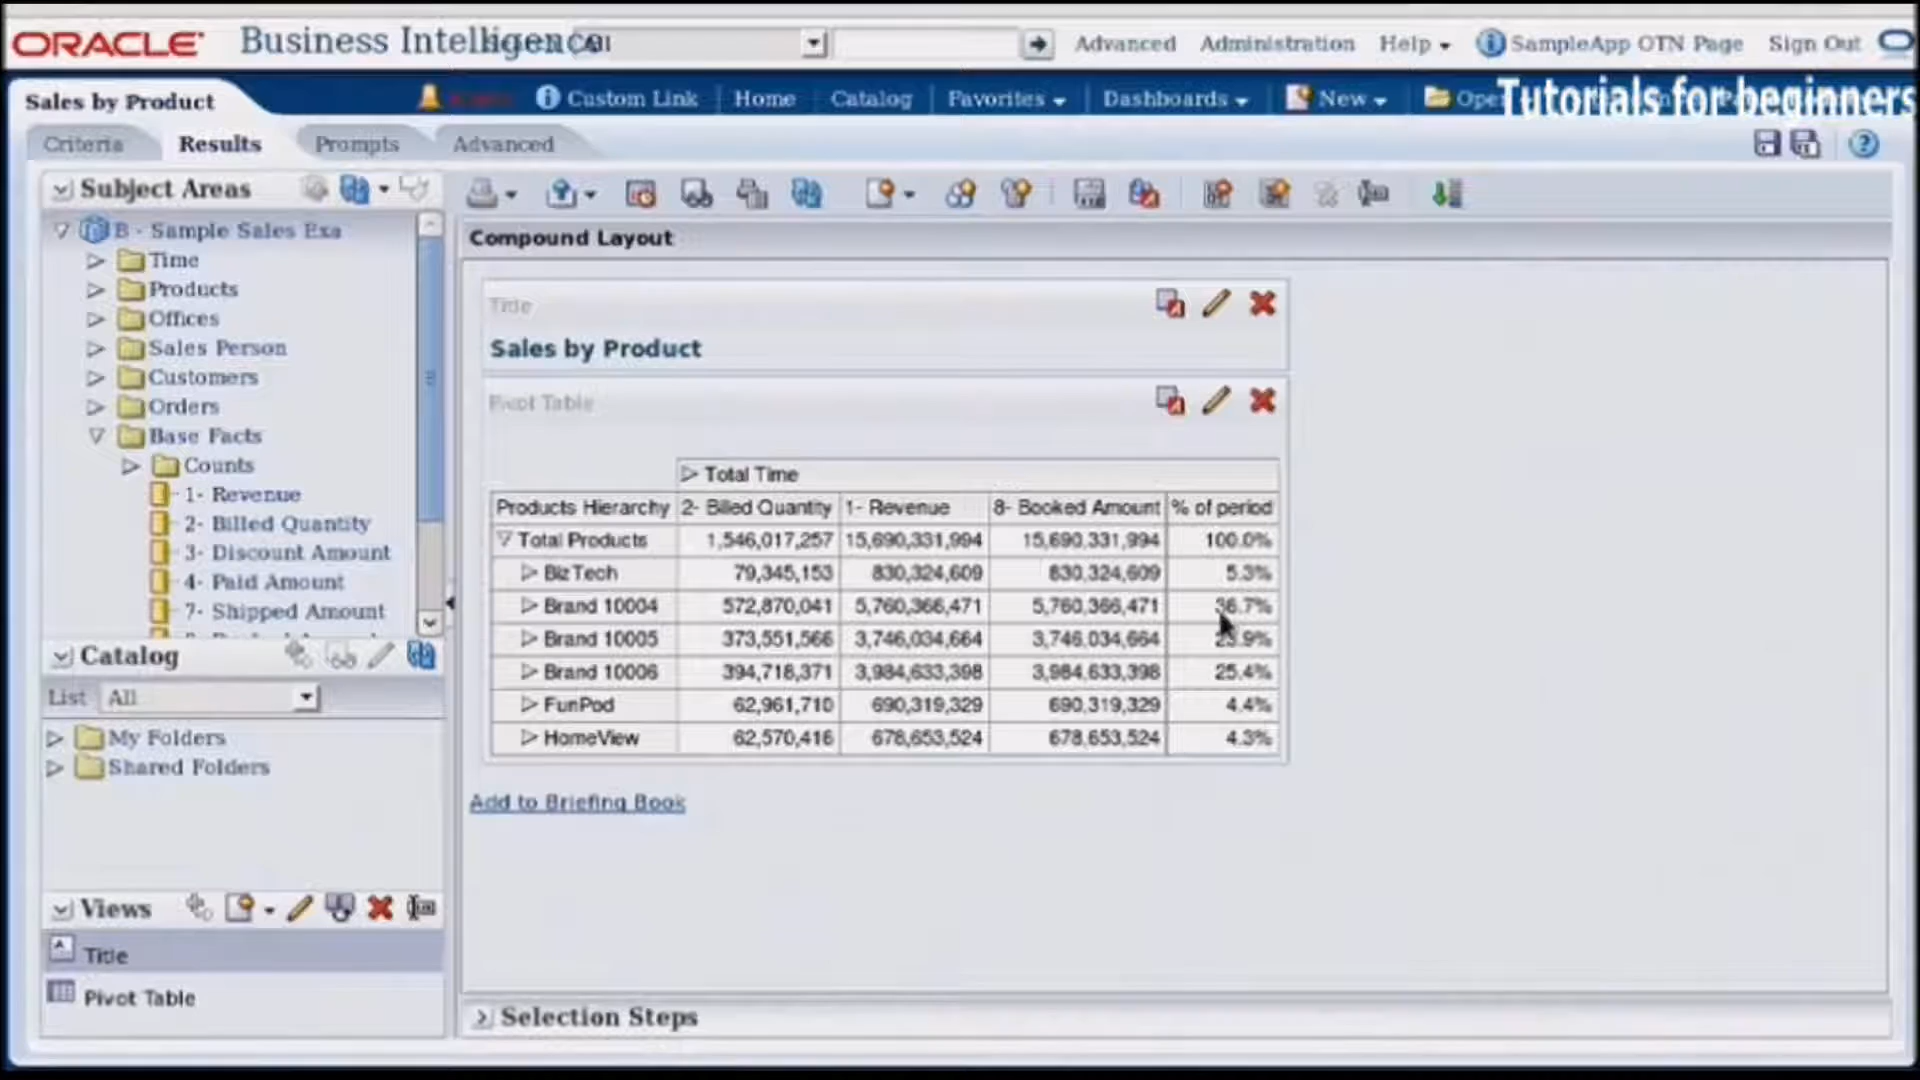 ORACLE Business Intelligence All
Advanced Administration Help SampleApp OTN Page Sign Out
Tutorials for beginners
Sales by Product
Custom Link Home Catalog Favorites Dashboards New
Criteria Results Prompts Advanced
Subject Areas
B - Sample Sales Exa
Time
Products
Offices
Sales Person
Customers
Orders
Base Facts
Counts
1- Revenue
2- Billed Quantity
3- Discount Amount
4- Paid Amount
7- Shipped Amount
Catalog
List All
My Folders
Shared Folders
Views
Title
Pivot Table
Compound Layout
Title
Sales by Product
Pivot Table
Total Time
Products Hierarchy 2- Billed Quantity 1- Revenue 8- Booked Amount % of period
Total Products 1,546,017,257 15,690,331,994 15,690,331,994 100.0%
BizTech 79,345,153 830,324,609 830,324,609 5.3%
Brand 10004 572,870,041 5,760,366,471 5,760,366,471 36.7%
Brand 10005 373,551,566 3,746,034,664 3,746,034,664 23.9%
Brand 10006 394,718,371 3,984,633,398 3,984,633,398 25.4%
FunPod 62,961,710 690,319,329 690,319,329 4.4%
HomeView 62,570,416 678,653,524 678,653,524 4.3%
Add to Briefing Book
Selection Steps